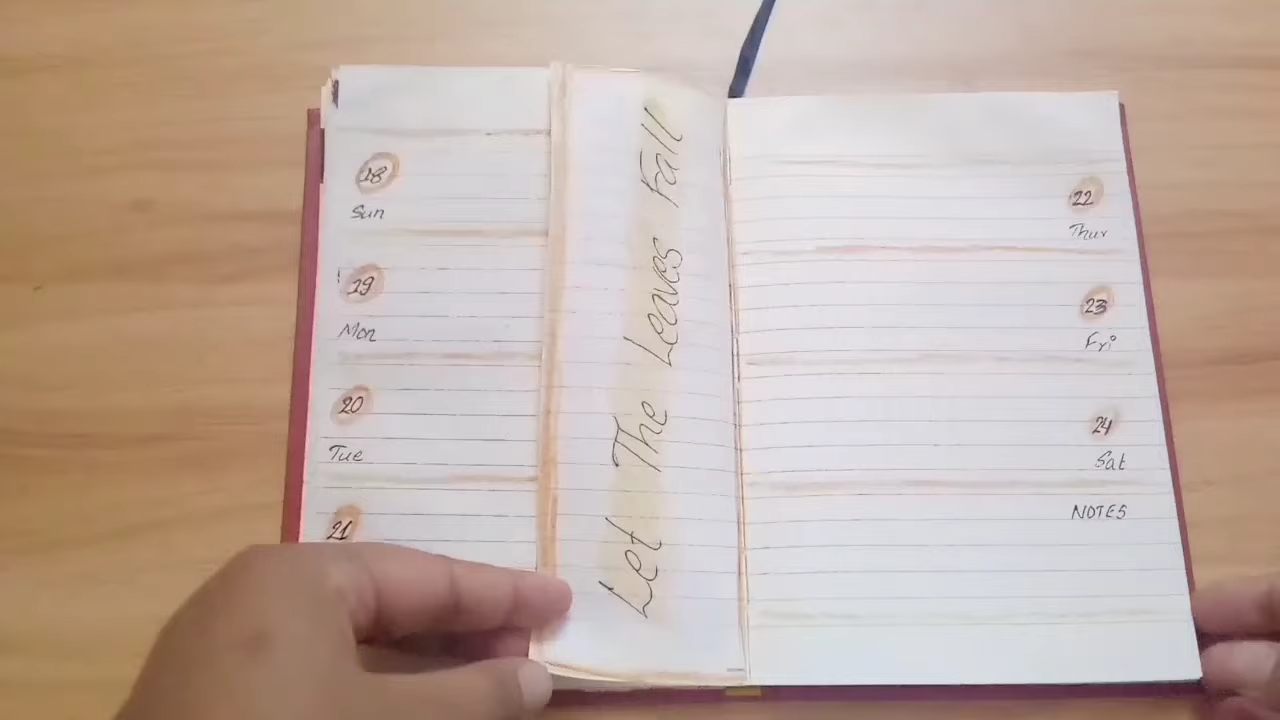 18
Sun
19
Mon
20
Tue
21
Let The Leaves Fall
22
Thur
23
Fri
24
Sat
NOTES